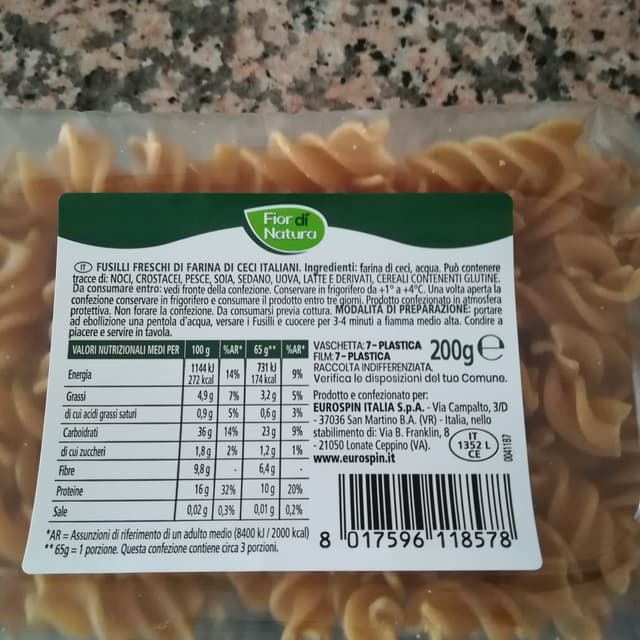 Fior di
Natura
IT FUSILLI FRESCHI DI FARINA DI CECI ITALIANI. Ingredienti: farina di ceci, acqua. Può contenere
tracce di: NOCI, CROSTACEI, PESCE, SOIA, SEDANO, UOVA, LATTE E DERIVATI, CEREALI CONTENENTI GLUTINE.
Da consumare entro: vedi fronte della confezione. Conservare in frigorifero da +1° a +4°C. Una volta aperta la
confezione conservare in frigorifero e consumare il prodotto entro tre giorni. Prodotto confezionato in atmosfera
protettiva. Non forare la confezione. Da consumarsi previa cottura. MODALITÀ DI PREPARAZIONE: portare
ad ebollizione una pentola d'acqua, versare i Fusilli e cuocere per 3-4 minuti a fiamma medio alta. Condire a
piacere e servire in tavola.
VALORI NUTRIZIONALI MEDI PER 100 g %AR* 65 g** %AR*
Energia 1144 kJ 272 kcal 14% 731 kJ 174 kcal 9%
Grassi 4,9 g 7% 3,2 g 5%
di cui acidi grassi saturi 0,9 g 5% 0,6 g 3%
Carboidrati 36 g 14% 23 g 9%
di cui zuccheri 1,8 g 2% 1,2 g 1%
Fibre 9,8 g - 6,4 g -
Proteine 16 g 32% 10 g 20%
Sale 0,02 g 0,3% 0,01 g 0,2%
*AR = Assunzioni di riferimento di un adulto medio (8400 kJ / 2000 kcal)
** 65g = 1 porzione. Questa confezione contiene circa 3 porzioni.
VASCHETTA: 7 - PLASTICA
FILM: 7 - PLASTICA
RACCOLTA INDIFFERENZIATA.
Verifica le disposizioni del tuo Comune.
200g e
Prodotto e confezionato per:
EUROSPIN ITALIA S.p.A. - Via Campalto, 3/D
- 37036 San Martino B.A. (VR) - Italia, nello
stabilimento di: Via B. Franklin, 8
- 21050 Lonate Ceppino (VA).
www.eurospin.it
IT
1352 L
CE
0041187
8 017596 118578